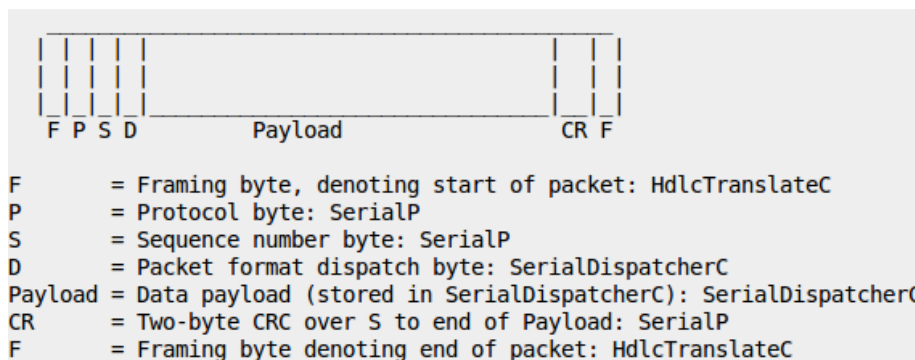 F P S D Payload CR F
F = Framing byte, denoting start of packet: HdlcTranslateC
P = Protocol byte: SerialP
S = Sequence number byte: SerialP
D = Packet format dispatch byte: SerialDispatcherC
Payload = Data payload (stored in SerialDispatcherC): SerialDispatcherC
CR = Two-byte CRC over S to end of Payload: SerialP
F = Framing byte denoting end of packet: HdlcTranslateC